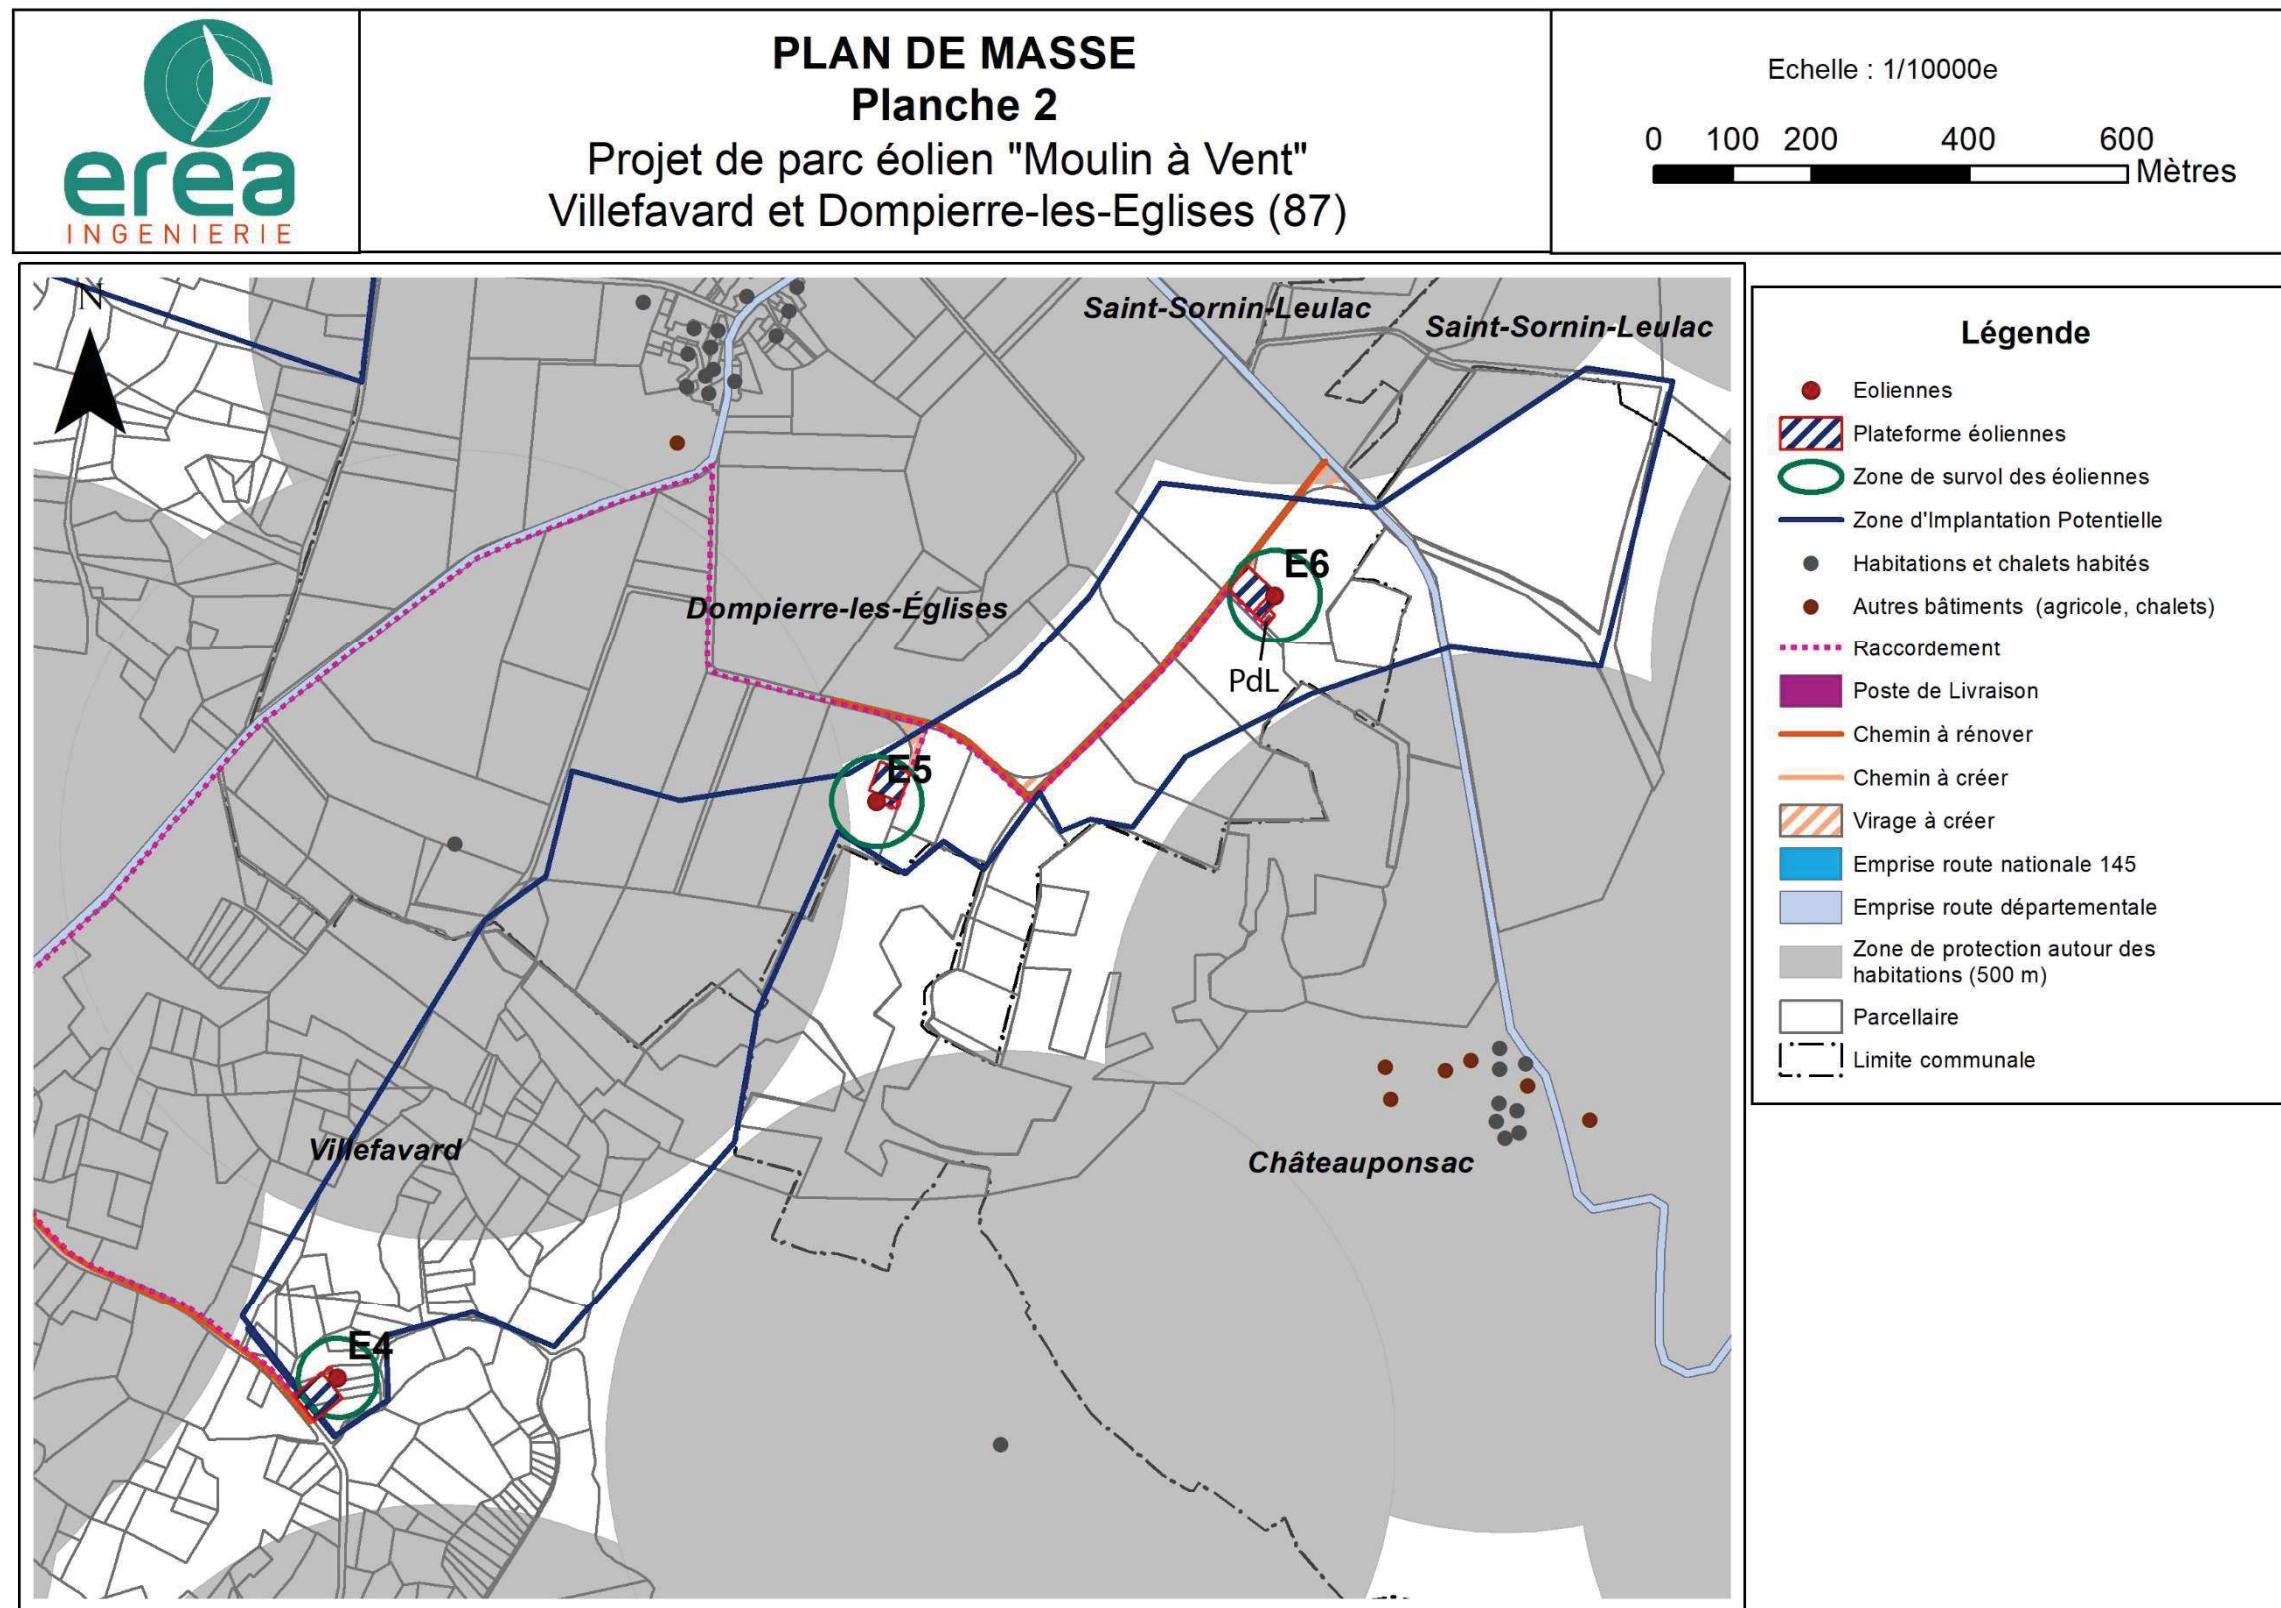 erea
INGENIERIE
PLAN DE MASSE
Planche 2
Projet de parc éolien "Moulin à Vent"
Villefavard et Dompierre-les-Eglises (87)
Echelle : 1/10000e
0 100 200 400 600
Mètres
N
Saint-Sornin-Leulac
Saint-Sornin-Leulac
E6
Dompierre-les-Églises
PdL
E5
Villefavard
Châteauponsac
E4
Légende
Eoliennes
Plateforme éoliennes
Zone de survol des éoliennes
Zone d'Implantation Potentielle
Habitations et chalets habités
Autres bâtiments (agricole, chalets)
Raccordement
Poste de Livraison
Chemin à rénover
Chemin à créer
Virage à créer
Emprise route nationale 145
Emprise route départementale
Zone de protection autour des
habitations (500 m)
Parcellaire
Limite communale